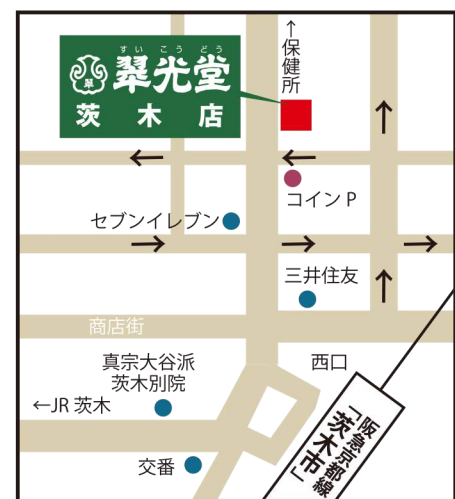 ↑保健所
すいこうどう
翠
翠光堂
茨木店
コインP
セブンイレブン
三井住友
商店街
真宗大谷派
茨木別院
西口
←JR 茨木
阪急京都線
「茨木市」
交番